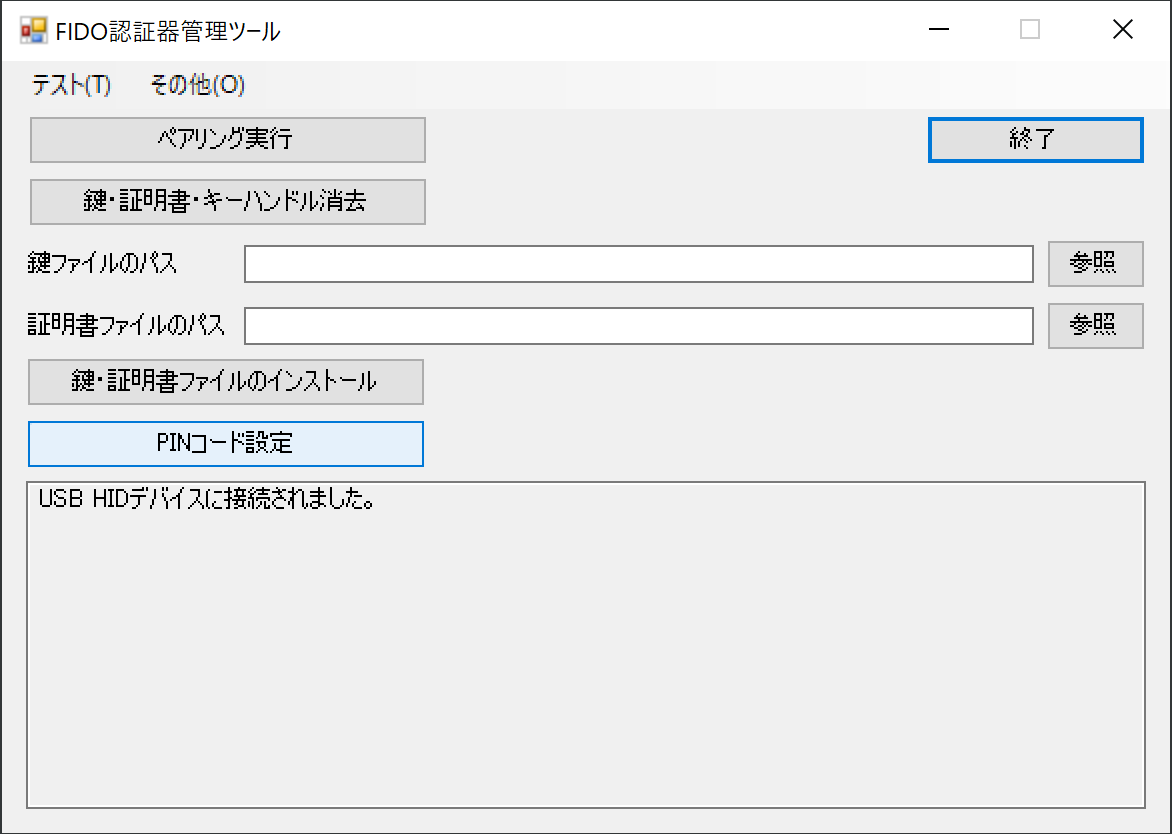 FIDO認証器管理ツール
テスト(T) その他(O)
ペアリング実行
終了
鍵・証明書・キーハンドル消去
鍵ファイルのパス
参照
証明書ファイルのパス
参照
鍵・証明書ファイルのインストール
PINコード設定
USB HIDデバイスに接続されました。